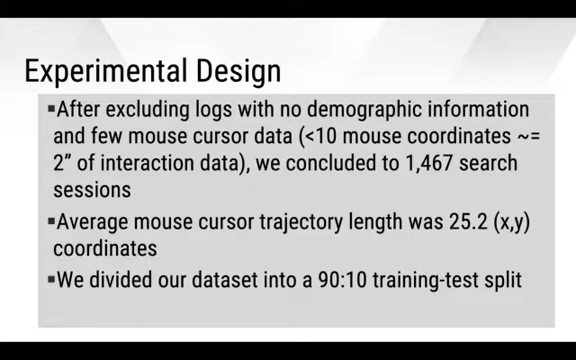 Experimental Design
▪After excluding logs with no demographic information
and few mouse cursor data (<10 mouse coordinates ~=
2” of interaction data), we concluded to 1,467 search
sessions
▪Average mouse cursor trajectory length was 25.2 (x,y)
coordinates
▪We divided our dataset into a 90:10 training-test split